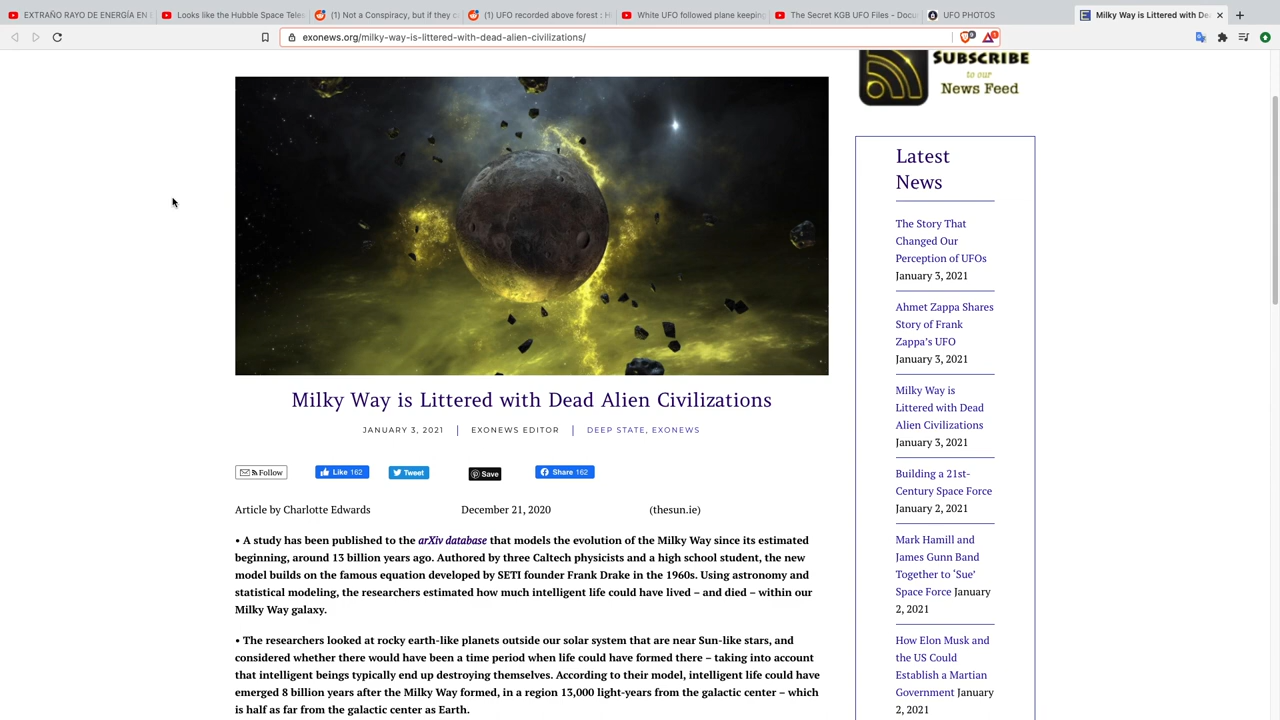 EXTRAÑO RAYO DE ENERGÍA EN
Looks like the Hubble Space Teles
(1) Not a Conspiracy, but if they c
(1) UFO recorded above forest : H
White UFO followed plane keeping
The Secret KGB UFO Files - Docu
UFO PHOTOS
Milky Way is Littered with De
exonews.org/milky-way-is-littered-with-dead-alien-civilizations/
SUBSCRIBE
to our
News Feed
Milky Way is Littered with Dead Alien Civilizations
JANUARY 3, 2021 | EXONEWS EDITOR | DEEP STATE, EXONEWS
Follow Like 162 Tweet Save Share 162
Article by Charlotte Edwards December 21, 2020 (thesun.ie)
• A study has been published to the arXiv database that models the evolution of the Milky Way since its estimated
beginning, around 13 billion years ago. Authored by three Caltech physicists and a high school student, the new
model builds on the famous equation developed by SETI founder Frank Drake in the 1960s. Using astronomy and
statistical modeling, the researchers estimated how much intelligent life could have lived – and died – within our
Milky Way galaxy.
• The researchers looked at rocky earth-like planets outside our solar system that are near Sun-like stars, and
considered whether there would have been a time period when life could have formed there – taking into account
that intelligent beings typically end up destroying themselves. According to their model, intelligent life could have
emerged 8 billion years after the Milky Way formed, in a region 13,000 light-years from the galactic center – which
is half as far from the galactic center as Earth.
Latest
News
The Story That
Changed Our
Perception of UFOs
January 3, 2021
Ahmet Zappa Shares
Story of Frank
Zappa's UFO
January 3, 2021
Milky Way is
Littered with Dead
Alien Civilizations
January 3, 2021
Building a 21st-
Century Space Force
January 2, 2021
Mark Hamill and
James Gunn Band
Together to ‘Sue’
Space Force January
2, 2021
How Elon Musk and
the US Could
Establish a Martian
Government January
2, 2021